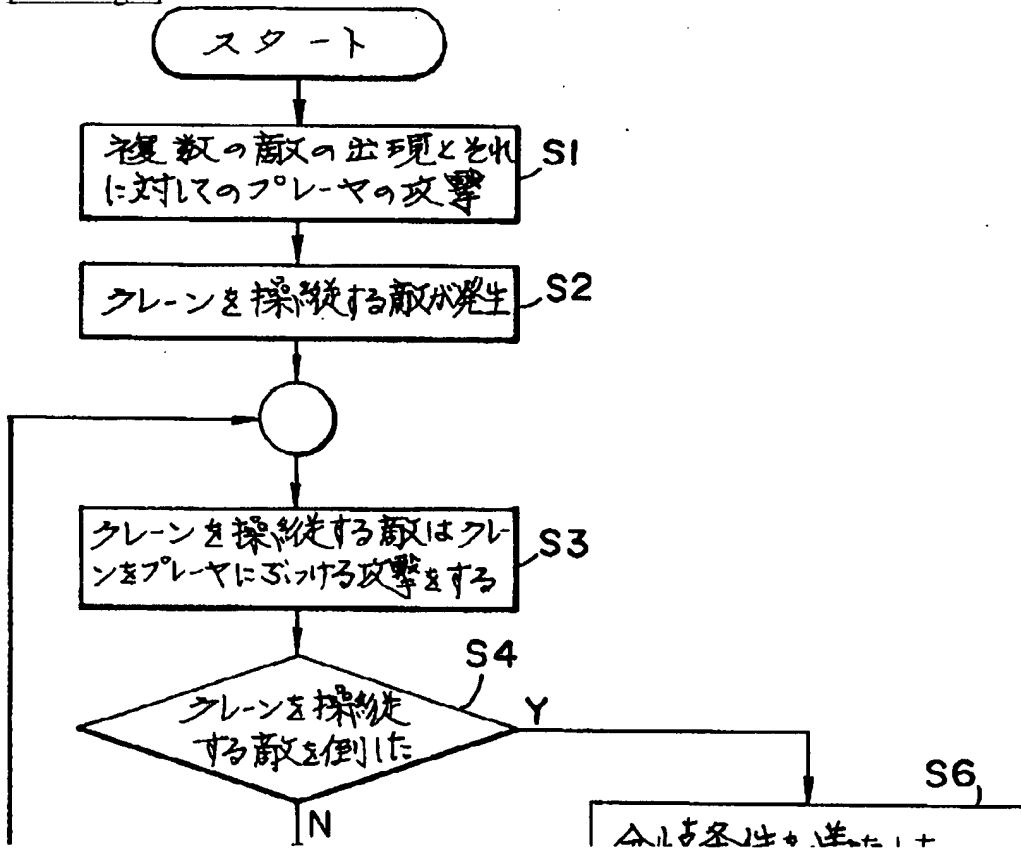 スタート
複数の敵の出現とそれ
に対してのプレーヤの攻撃
S1
クレーンを操縦する敵が発生
S2
クレーンを操縦する敵はクレー
ンをプレーヤにぶつける攻撃をする
S3
S4
クレーンを操縦
する敵を倒した
Y
N
S6